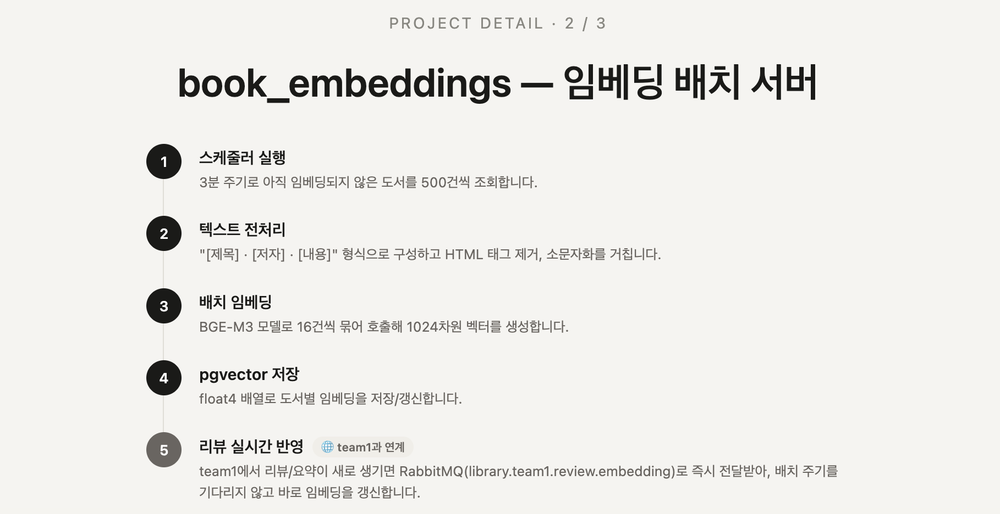 PROJECT DETAIL · 2 / 3
book_embeddings — 임베딩 배치 서버
1
스케줄러 실행
3분 주기로 아직 임베딩되지 않은 도서를 500건씩 조회합니다.
2
텍스트 전처리
"[제목] · [저자] · [내용]" 형식으로 구성하고 HTML 태그 제거, 소문자화를 거칩니다.
3
배치 임베딩
BGE-M3 모델로 16건씩 묶어 호출해 1024차원 벡터를 생성합니다.
4
pgvector 저장
float4 배열로 도서별 임베딩을 저장/갱신합니다.
5
리뷰 실시간 반영 team1과 연계
team1에서 리뷰/요약이 새로 생기면 RabbitMQ(library.team1.review.embedding)로 즉시 전달받아, 배치 주기를
기다리지 않고 바로 임베딩을 갱신합니다.